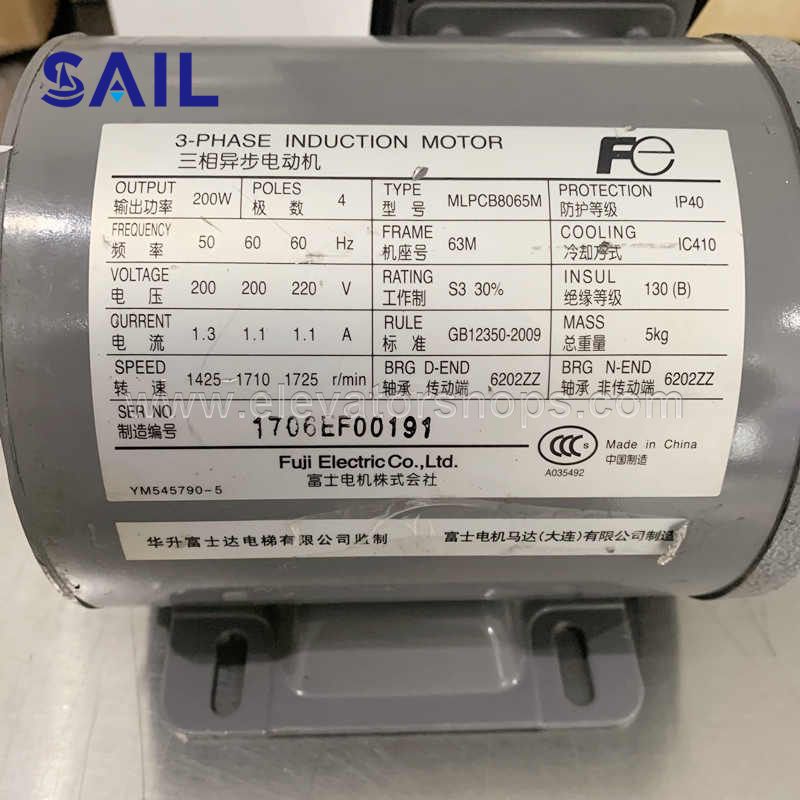 SAIL
3-PHASE INDUCTION MOTOR
三相异步电动机
Fe
OUTPUT 200W POLES 4 TYPE MLPCB8065M PROTECTION IP40
输出功率 极 数 型 号 防护等级
FREQUENCY 50 60 60 Hz FRAME 63M COOLING IC410
频 率 机座号 冷却方式
VOLTAGE 200 200 220 V RATING S3 30% INSUL 130 (B)
电 压 工作制 绝缘等级
CURRENT 1.3 1.1 1.1 A RULE GB12350-2009 MASS 5kg
电 流 标 准 总重量
SPEED 1425 1710 1725 r/min BRG D-END 6202ZZ BRG N-END 6202ZZ
转 速 轴承 传动端 轴承 非传动端
www.elevatorshops.com
SER NO 1706EF00191
制造编号
Fuji Electric Co.,Ltd. CCC Made in China
富士电机株式会社 A035492 中国制造
YM545790-5
华升富士达电梯有限公司监制 富士电机马达(大连)有限公司制造